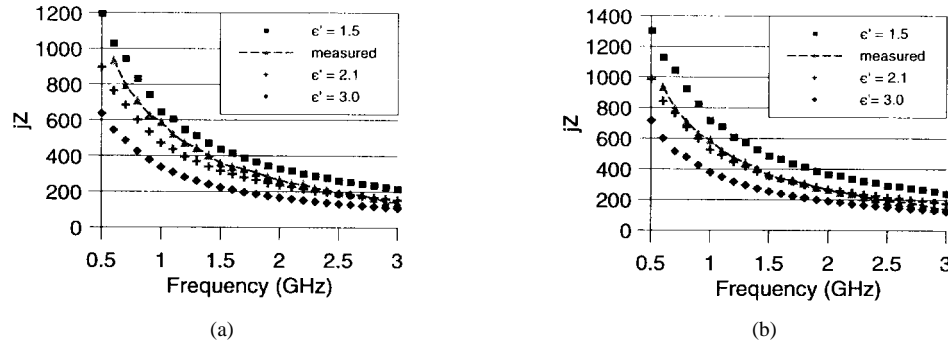 1200
1000
800
600
400
200
0
jZ
0.5 1 1.5 2 2.5 3
Frequency (GHz)
ϵ' = 1.5
measured
ϵ' = 2.1
ϵ' = 3.0
(a)
1400
1200
1000
800
600
400
200
0
jZ
0.5 1 1.5 2 2.5 3
Frequency (GHz)
ϵ' = 1.5
measured
ϵ' = 2.1
ϵ' = 3.0
(b)